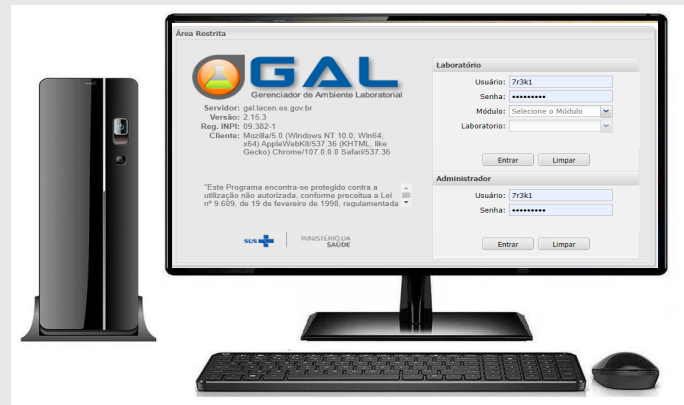 Área Restrita
GAL
Gerenciador de Ambiente Laboratorial
Servidor: gal.lacen.es.gov.br
Versão: 2.15.3
Reg. INPI: 09.382-1
Cliente: Mozilla/5.0 (Windows NT 10.0; Win64;
x64) AppleWebKit/537.36 (KHTML, like
Gecko) Chrome/107.0.0.0 Safari/537.36
"Este Programa encontra-se protegido contra a
utilização não autorizada, conforme preceitua a Lei
nº 9.609, de 19 de fevereiro de 1998, regulamentada
SUS
MINISTÉRIO DA
SAÚDE
Laboratório
Usuário: 7r3k1
Senha: •••••••••
Módulo: Selecione o Módulo
Laboratorio:
Entrar Limpar
Administrador
Usuário: 7r3k1
Senha: •••••••••
Entrar Limpar